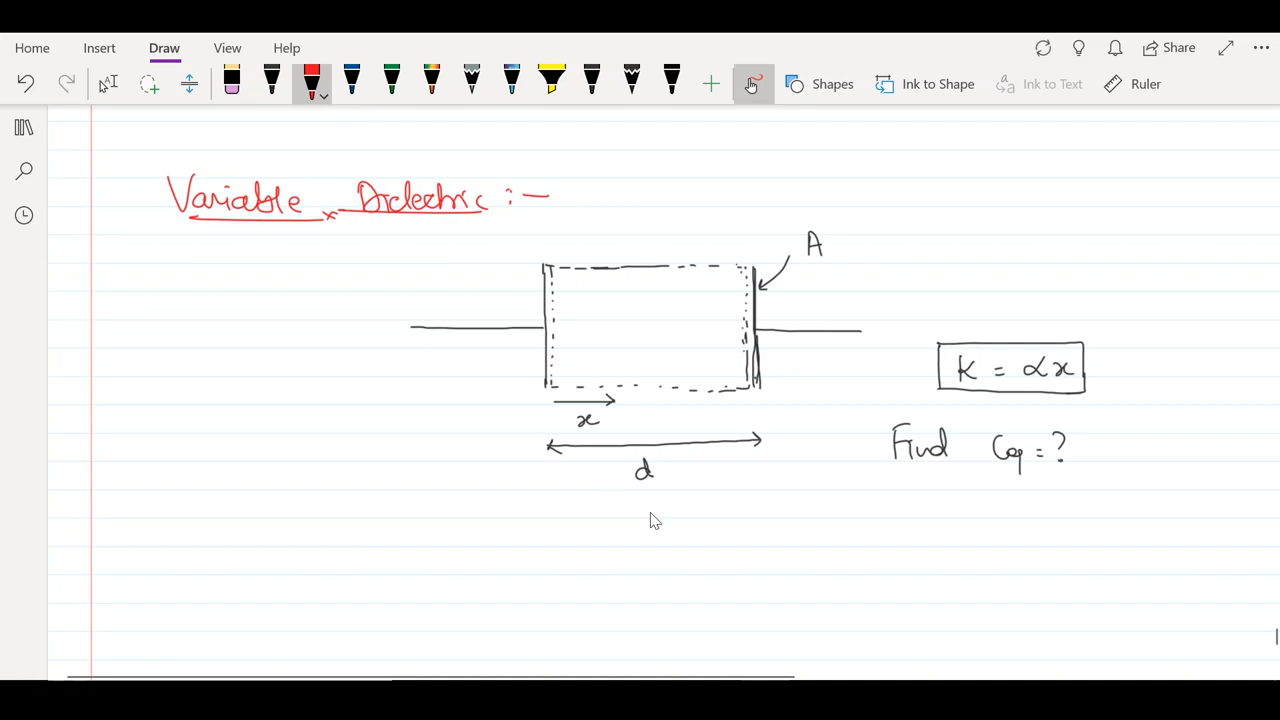 Home Insert Draw View Help Share
Shapes Ink to Shape Ink to Text Ruler
Variable Dielectric :-
A
K = αx
x
Find Ceq = ?
d